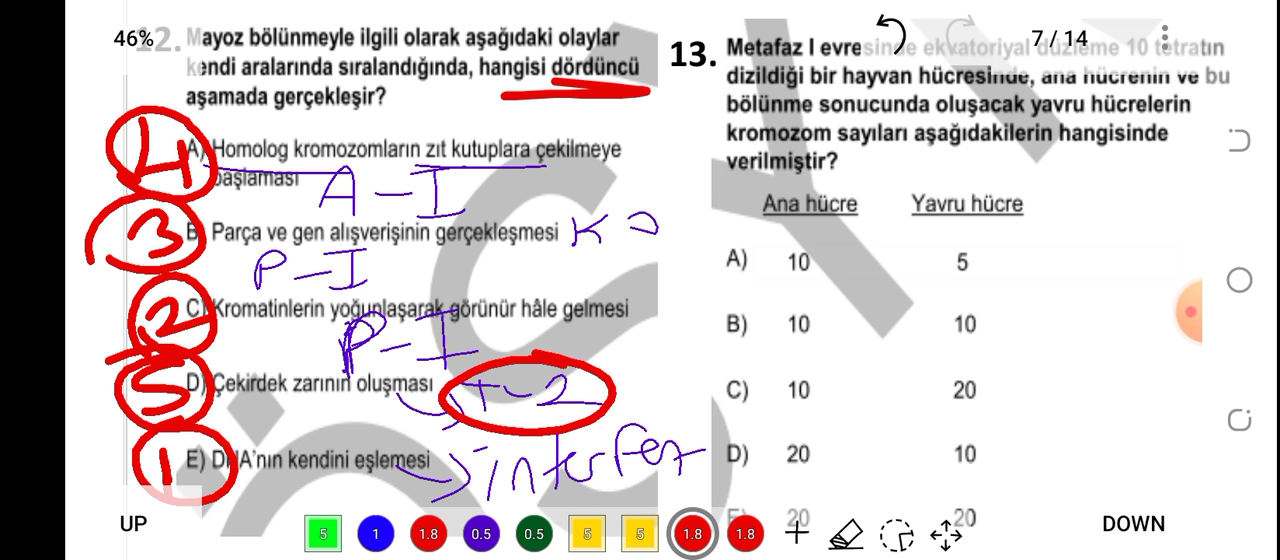 46%
12. Mayoz bölünmeyle ilgili olarak aşağıdaki olaylar
kendi aralarında sıralandığında, hangisi dördüncü
aşamada gerçekleşir?
4
A) Homolog kromozomların zıt kutuplara çekilmeye
başlaması
A-I
3
B) Parça ve gen alışverişinin gerçekleşmesi
K
P-I
2
C) Kromatinlerin yoğunlaşarak görünür hâle gelmesi
P-I
5
D) Çekirdek zarının oluşması
T-2
1
E) DNA'nın kendini eşlemesi
interfez
7 / 14
13. Metafaz I evresinde ekvatoriyal düzleme 10 tetratın
dizildiği bir hayvan hücresinde, ana hücrenin ve bu
bölünme sonucunda oluşacak yavru hücrelerin
kromozom sayıları aşağıdakilerin hangisinde
verilmiştir?
Ana hücre Yavru hücre
A) 10 5
B) 10 10
C) 10 20
D) 20 10
E) 20 20
UP
5 1 1.8 0.5 0.5 5 5 1.8 1.8
DOWN